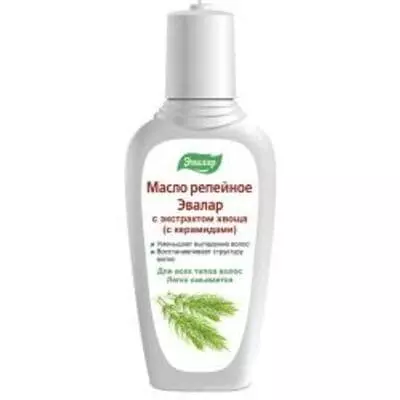 Эвалар
Масло репейное
Эвалар
с экстрактом хвоща
(с керамидами)
Уменьшает выпадение волос
Восстанавливает структуру
волос
Для всех типов волос
Легко смывается